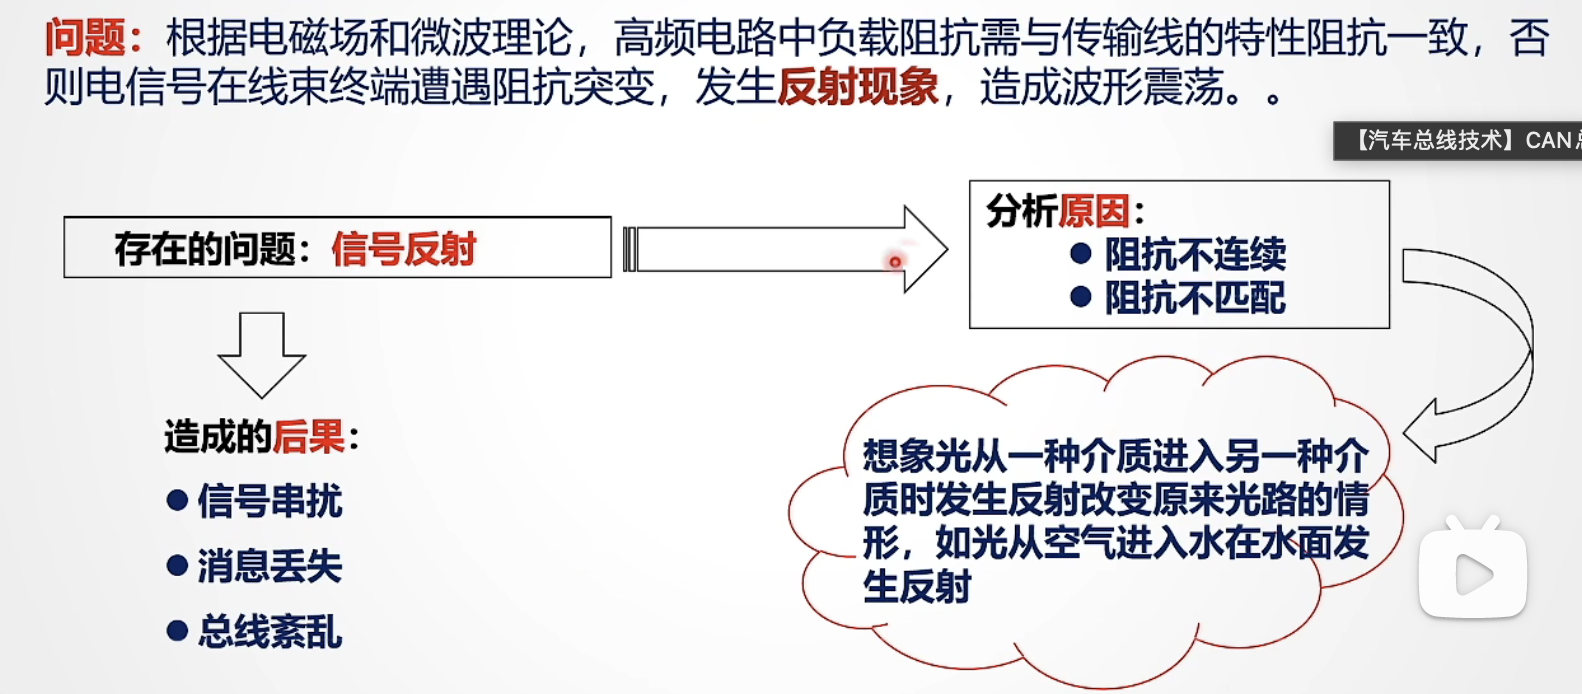 问题：根据电磁场和微波理论，高频电路中负载阻抗需与传输线的特性阻抗一致，否
则电信号在线束终端遭遇阻抗突变，发生反射现象，造成波形震荡。。
【汽车总线技术】CAN
存在的问题：信号反射
分析原因：
● 阻抗不连续
● 阻抗不匹配
造成的后果：
● 信号串扰
● 消息丢失
● 总线紊乱
想象光从一种介质进入另一种介
质时发生反射改变原来光路的情
形，如光从空气进入水在水面发
生反射